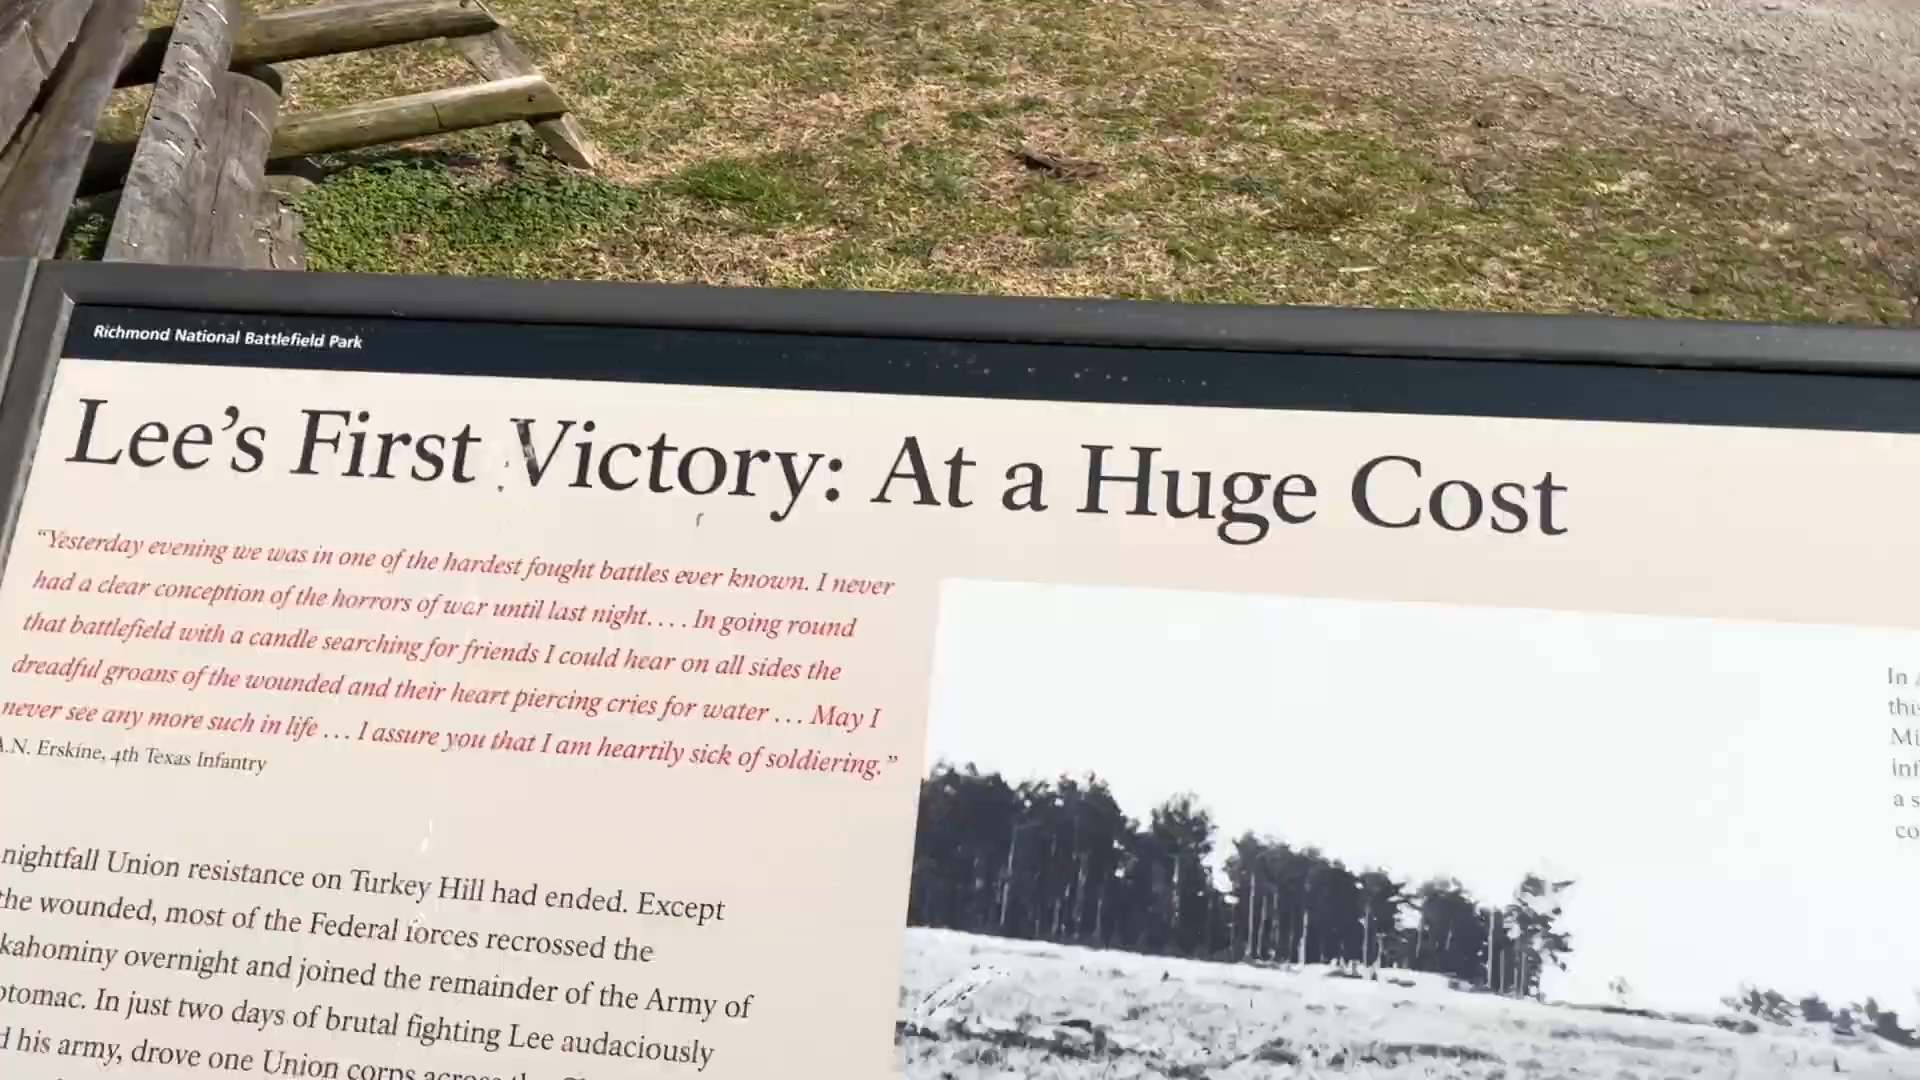 Richmond National Battlefield Park
Lee's First Victory: At a Huge Cost
"Yesterday evening we was in one of the hardest fought battles ever known. I never
had a clear conception of the horrors of war until last night. . . . In going round
that battlefield with a candle searching for friends I could hear on all sides the
dreadful groans of the wounded and their heart piercing cries for water . . . May I
never see any more such in life . . . I assure you that I am heartily sick of soldiering."
A.N. Erskine, 4th Texas Infantry
nightfall Union resistance on Turkey Hill had ended. Except
the wounded, most of the Federal forces recrossed the
kahominy overnight and joined the remainder of the Army of
otomac. In just two days of brutal fighting Lee audaciously
his army, drove one Union corps across
In
this
Mi
inf
a s
co